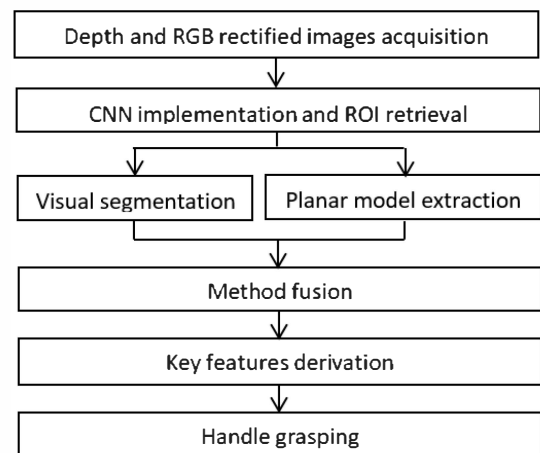 Depth and RGB rectified images acquisition
CNN implementation and ROI retrieval
Visual segmentation
Planar model extraction
Method fusion
Key features derivation
Handle grasping